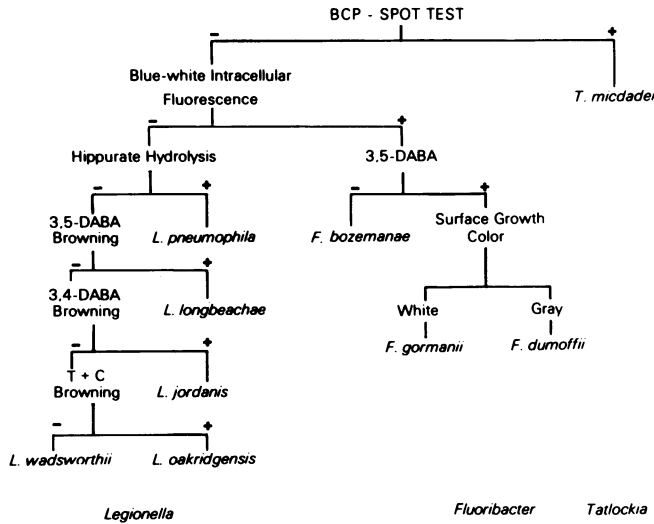 BCP - SPOT TEST
- +
Blue-white Intracellular
Fluorescence
T. micdadei
- +
Hippurate Hydrolysis 3,5-DABA
- + - +
3,5-DABA
Browning
L. pneumophila F. bozemanae Surface Growth
Color
- +
3,4-DABA
Browning
L. longbeachae White Gray
F. gormanii F. dumoffii
- +
T + C
Browning
L. jordanis
- +
L. wadsworthii L. oakridgensis
Legionella Fluoribacter Tatlockia